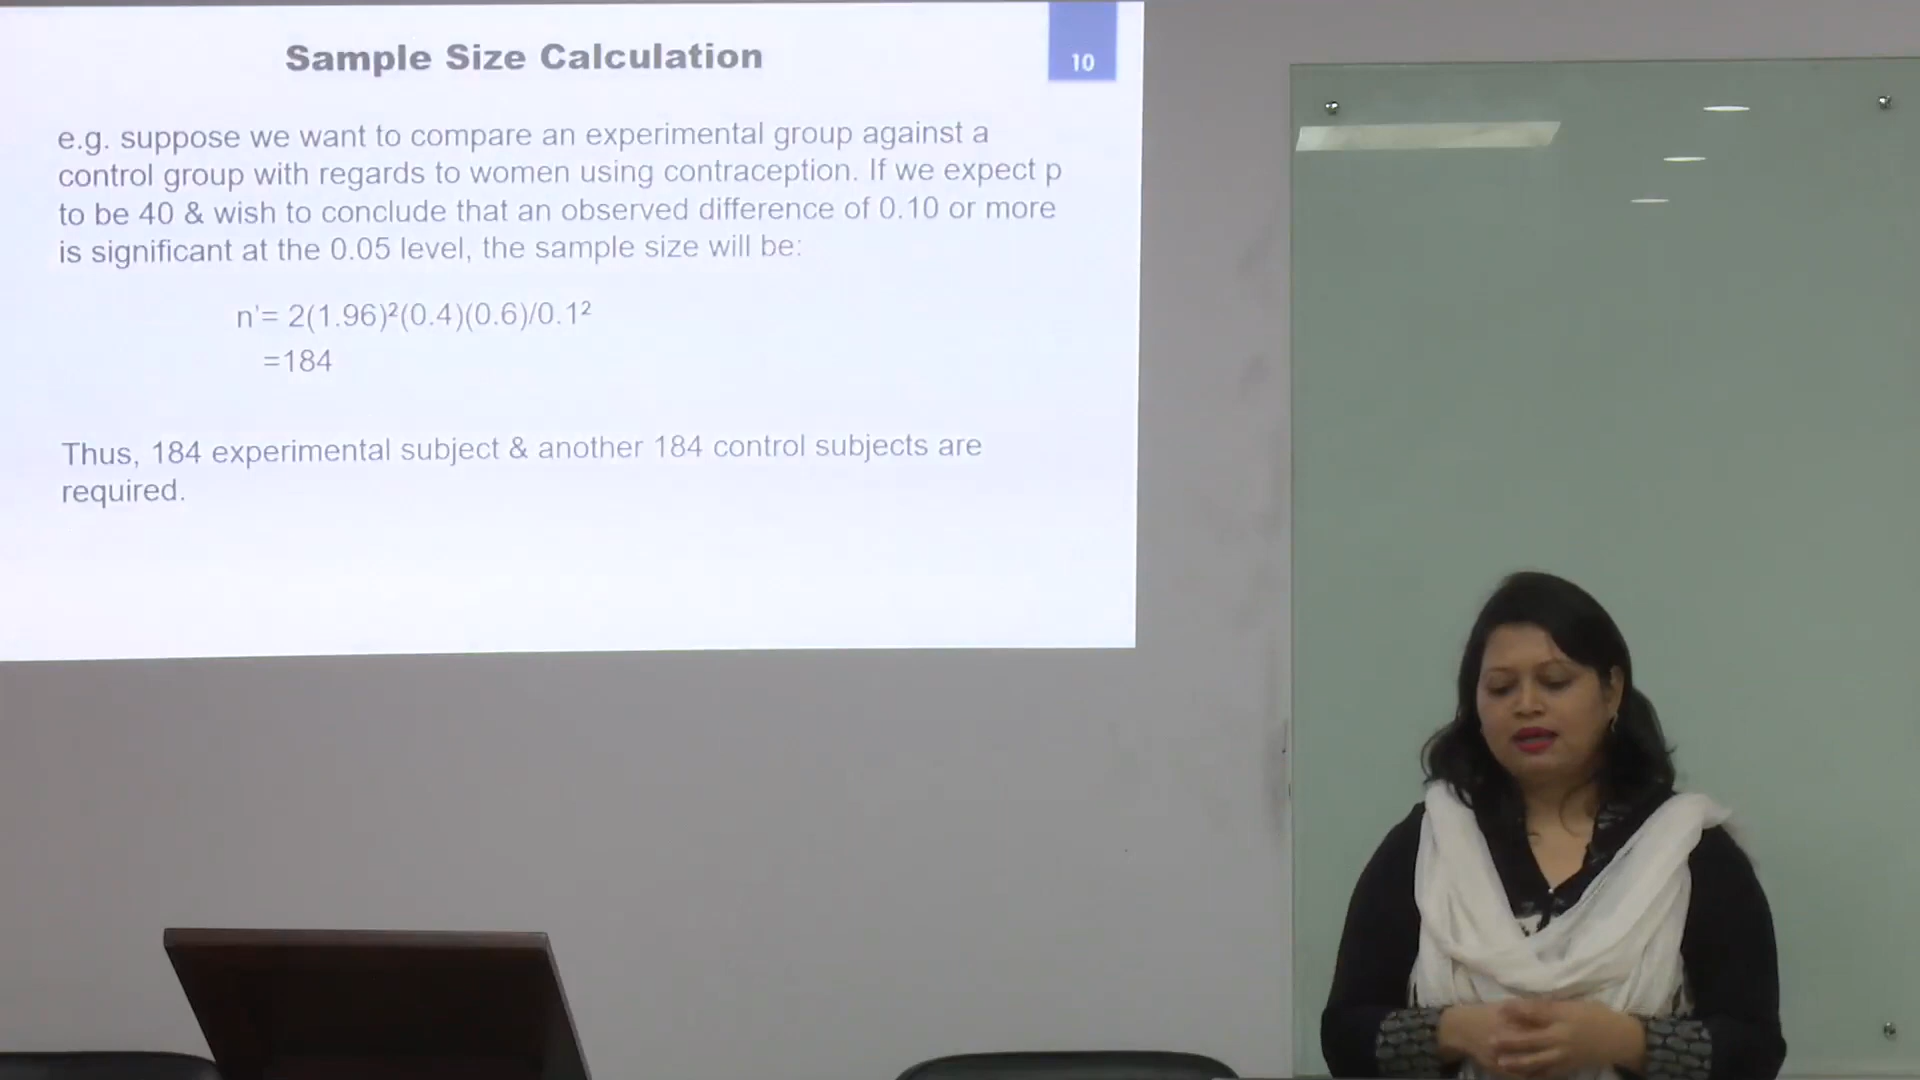 Sample Size Calculation
10
e.g. suppose we want to compare an experimental group against a
control group with regards to women using contraception. If we expect p
to be 40 & wish to conclude that an observed difference of 0.10 or more
is significant at the 0.05 level, the sample size will be:
n'= 2(1.96)²(0.4)(0.6)/0.1²
=184
Thus, 184 experimental subject & another 184 control subjects are
required.